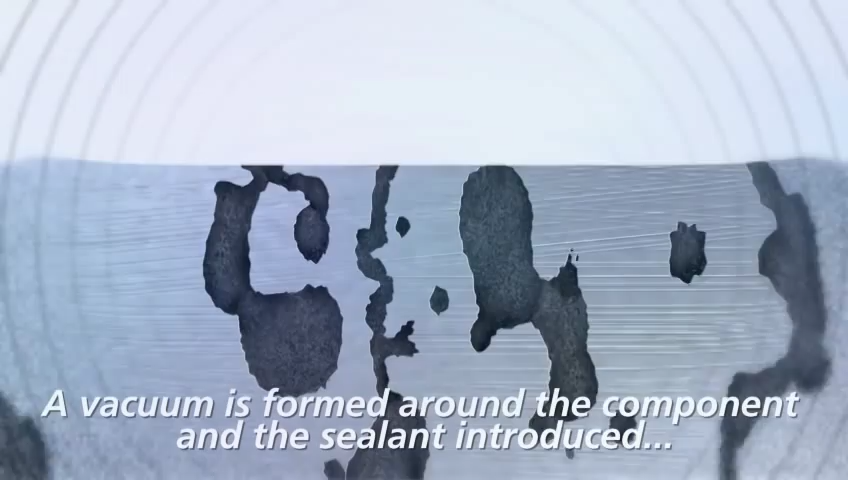 A vacuum is formed around the component
and the sealant introduced...